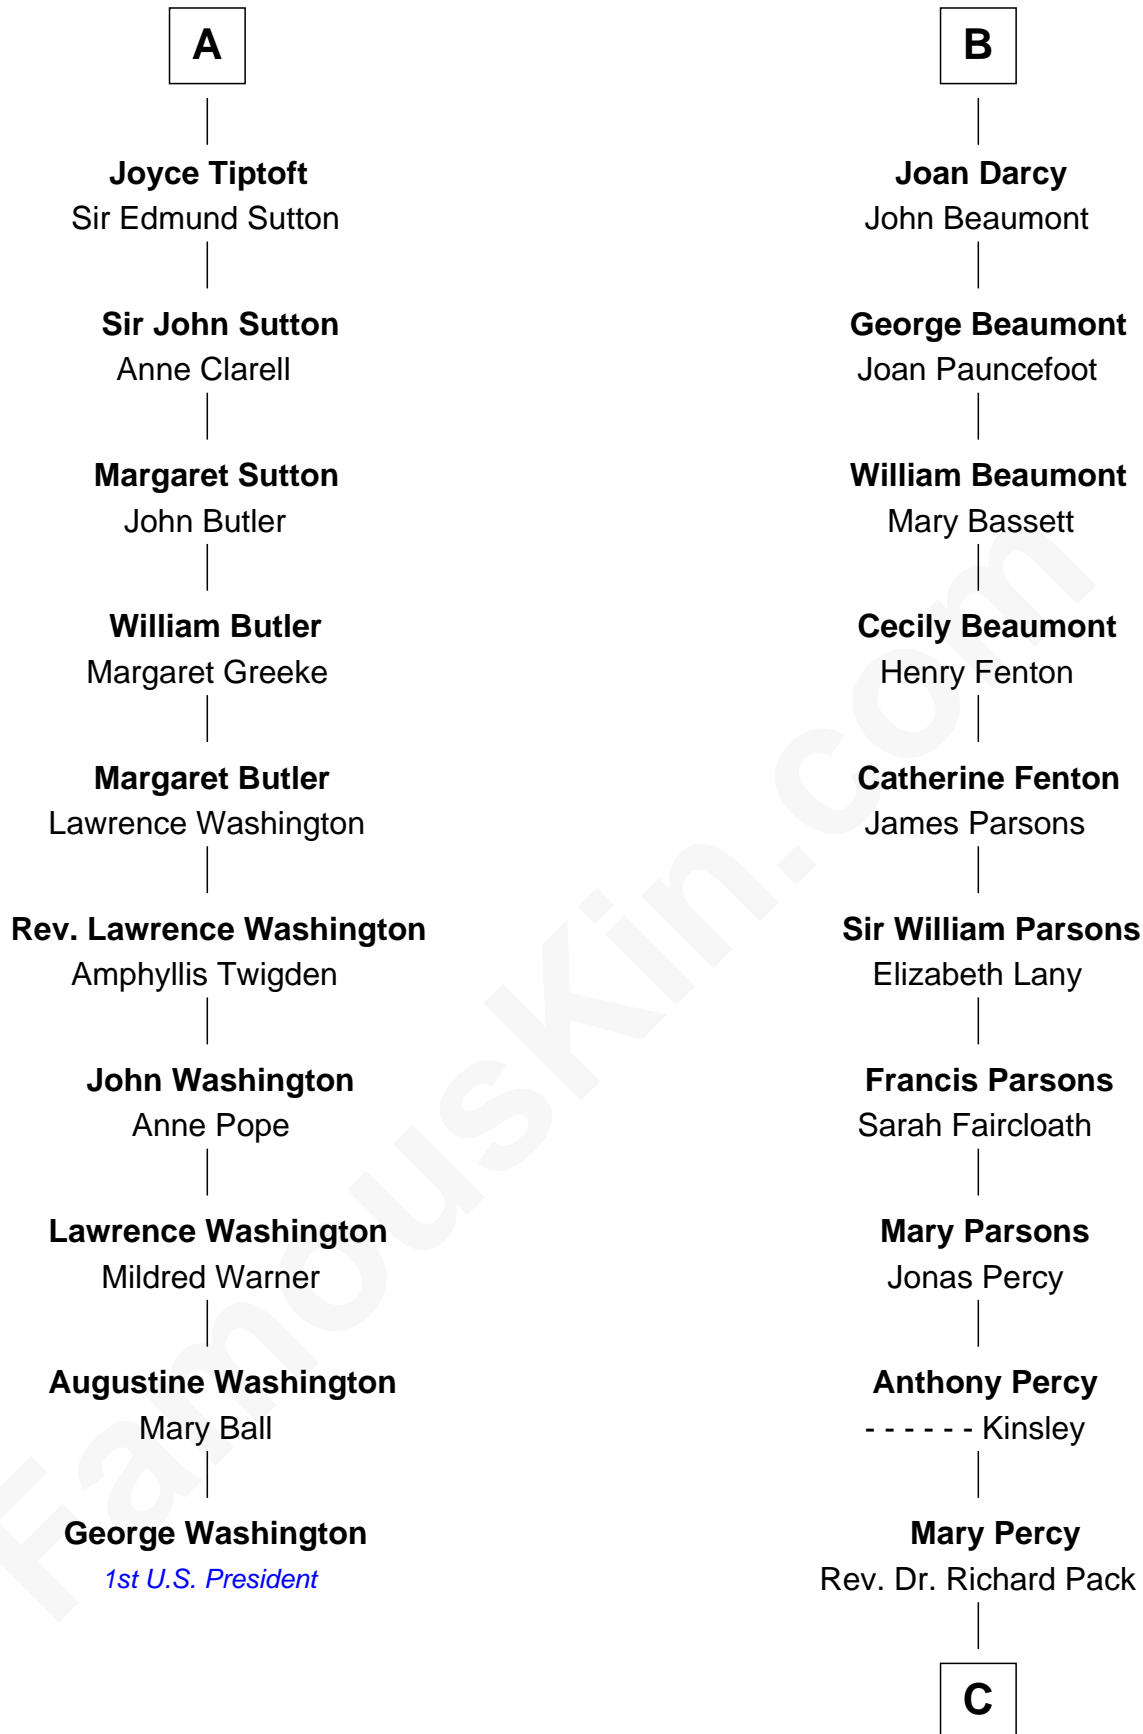 A
Joyce Tiptoft
Sir Edmund Sutton
Sir John Sutton
Anne Clarell
Margaret Sutton
John Butler
William Butler
Margaret Greeke
Margaret Butler
Lawrence Washington
Rev. Lawrence Washington
Amphyllis Twigden
John Washington
Anne Pope
Lawrence Washington
Mildred Warner
Augustine Washington
Mary Ball
George Washington
1st U.S. President
B
Joan Darcy
John Beaumont
George Beaumont
Joan Pauncefoot
William Beaumont
Mary Bassett
Cecily Beaumont
Henry Fenton
Catherine Fenton
James Parsons
Sir William Parsons
Elizabeth Lany
Francis Parsons
Sarah Faircloath
Mary Parsons
Jonas Percy
Anthony Percy
- - - - - - Kinsley
Mary Percy
Rev. Dr. Richard Pack
C
FamousKin.com